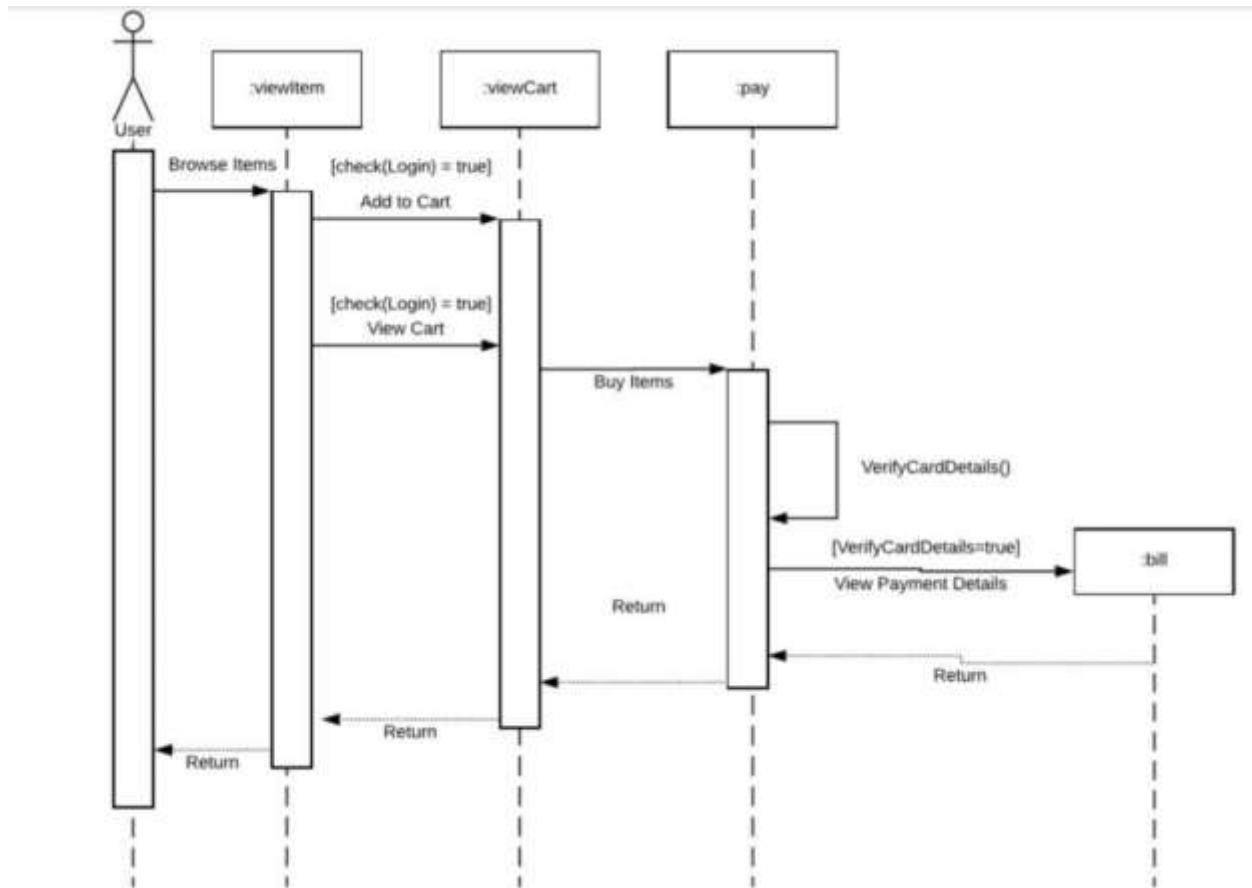 :viewItem
:viewCart
:pay
User
Browse Items
[check(Login) = true]
Add to Cart
[check(Login) = true]
View Cart
Buy Items
VerifyCardDetails()
[VerifyCardDetails=true]
:bill
View Payment Details
Return
Return
Return
Return